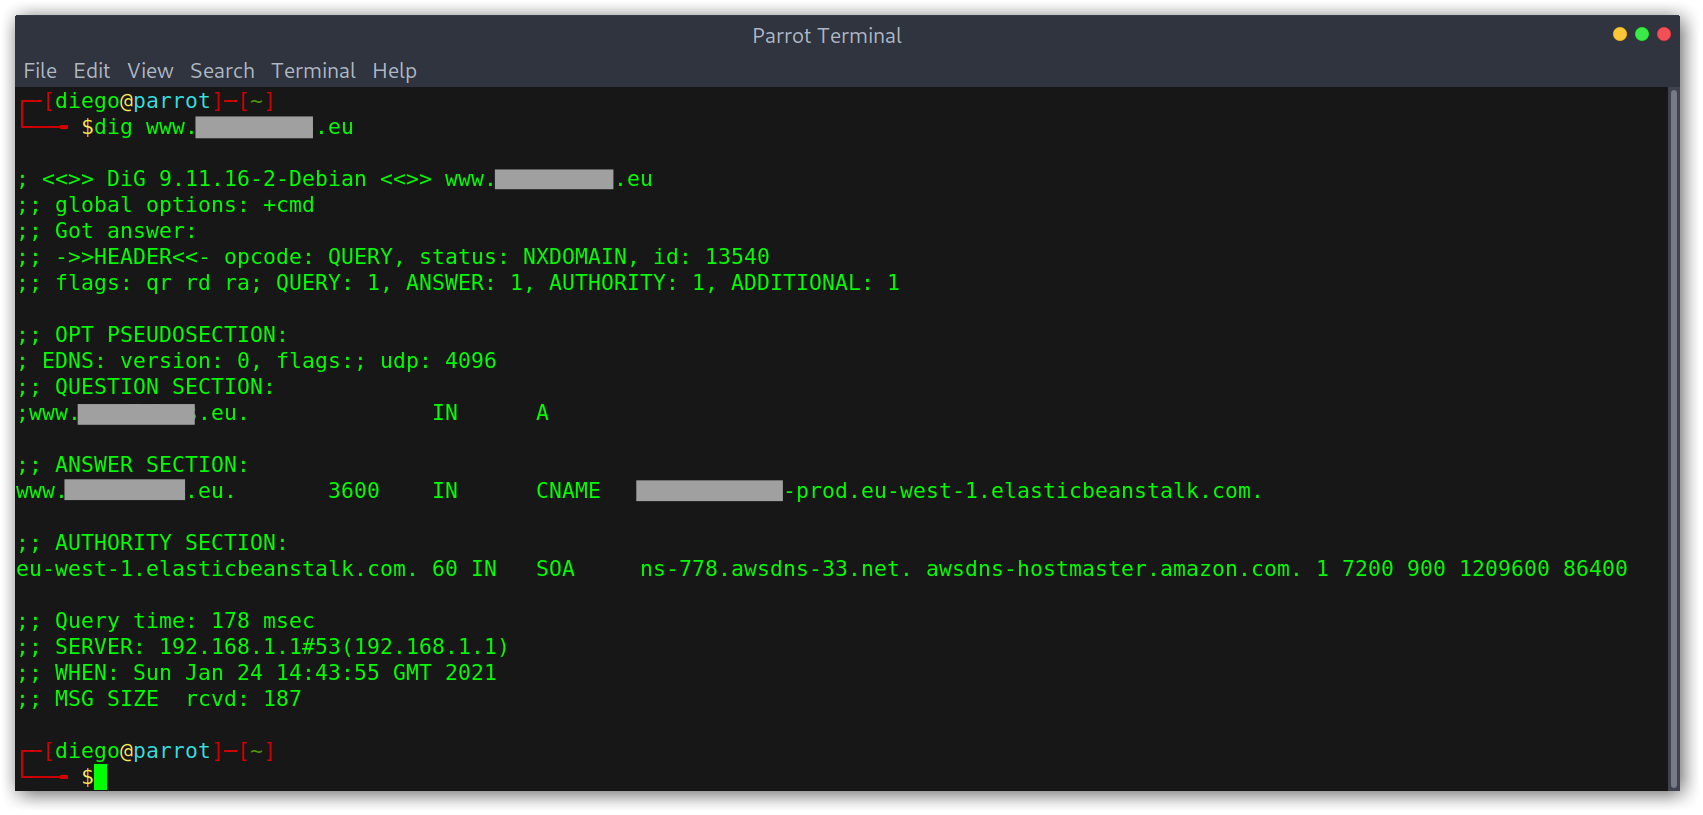 Parrot Terminal
File Edit View Search Terminal Help
┌─[diego@parrot]─[~]
└──╼ $dig www. .eu
; <<>> DiG 9.11.16-2-Debian <<>> www. .eu
;; global options: +cmd
;; Got answer:
;; ->>HEADER<<- opcode: QUERY, status: NXDOMAIN, id: 13540
;; flags: qr rd ra; QUERY: 1, ANSWER: 1, AUTHORITY: 1, ADDITIONAL: 1
;; OPT PSEUDOSECTION:
; EDNS: version: 0, flags:; udp: 4096
;; QUESTION SECTION:
;www. .eu. IN A
;; ANSWER SECTION:
www. .eu. 3600 IN CNAME -prod.eu-west-1.elasticbeanstalk.com.
;; AUTHORITY SECTION:
eu-west-1.elasticbeanstalk.com. 60 IN SOA ns-778.awsdns-33.net. awsdns-hostmaster.amazon.com. 1 7200 900 1209600 86400
;; Query time: 178 msec
;; SERVER: 192.168.1.1#53(192.168.1.1)
;; WHEN: Sun Jan 24 14:43:55 GMT 2021
;; MSG SIZE rcvd: 187
┌─[diego@parrot]─[~]
└──╼ $